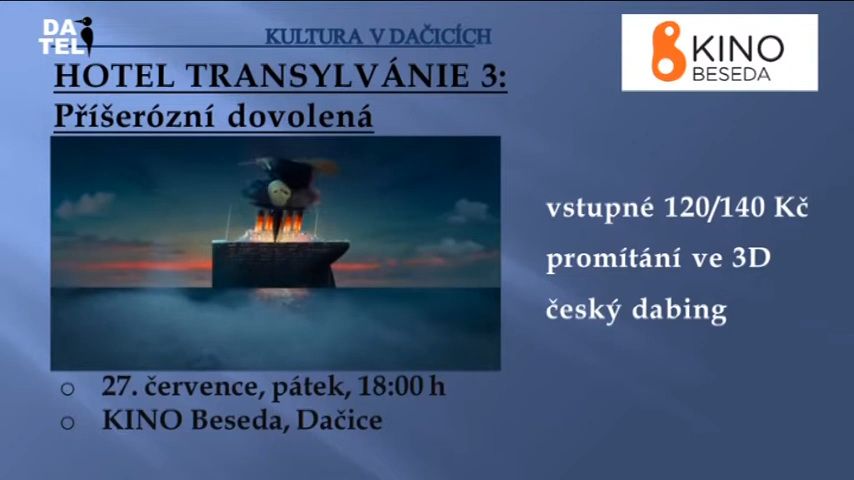 DA
TEL
KULTURA V DAČICÍCH
KINO
BESEDA
HOTEL TRANSYLVÁNIE 3:
Příšerózní dovolená
vstupné 120/140 Kč
promítání ve 3D
český dabing
o 27. července, pátek, 18:00 h
o KINO Beseda, Dačice